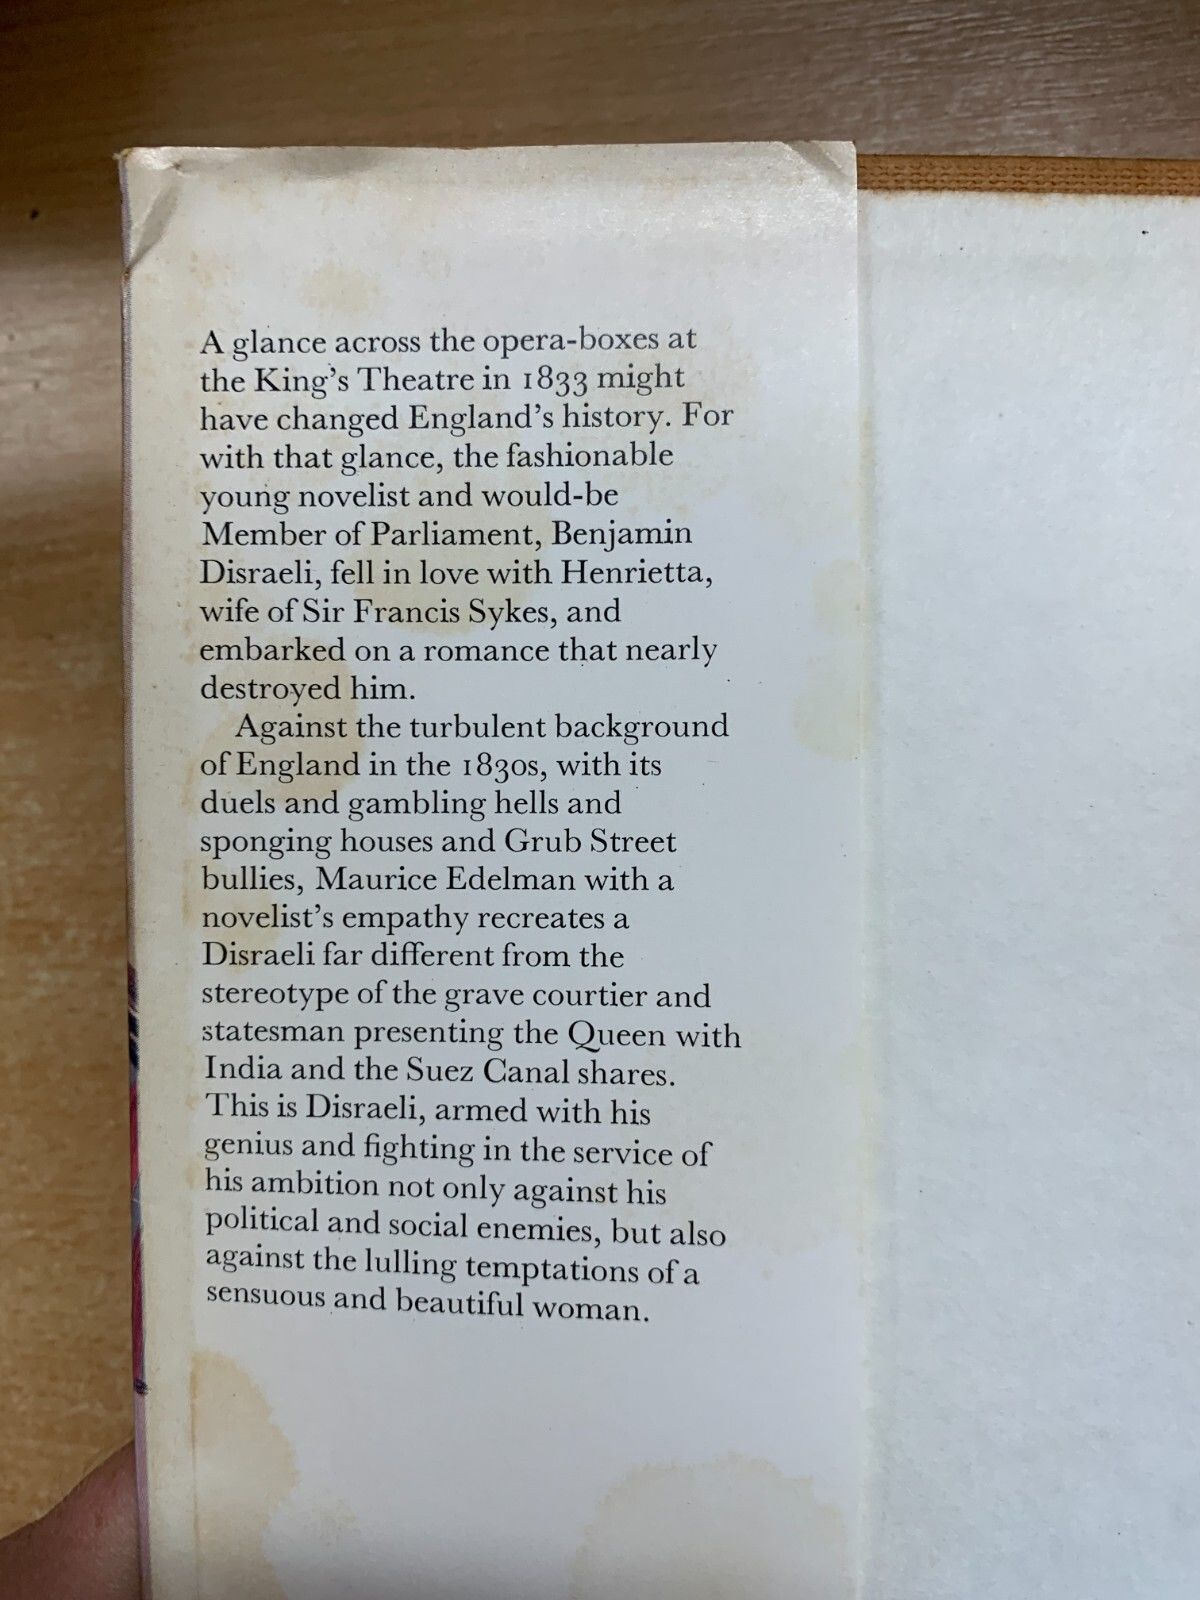 A glance across the opera-boxes at
the King's Theatre in 1833 might
have changed England's history. For
with that glance, the fashionable
young novelist and would-be
Member of Parliament, Benjamin
Disraeli, fell in love with Henrietta,
wife of Sir Francis Sykes, and
embarked on a romance that nearly
destroyed him.
Against the turbulent background
of England in the 1830s, with its
duels and gambling hells and
sponging houses and Grub Street
bullies, Maurice Edelman with a
novelist's empathy recreates a
Disraeli far different from the
stereotype of the grave courtier and
statesman presenting the Queen with
India and the Suez Canal shares.
This is Disraeli, armed with his
genius and fighting in the service of
his ambition not only against his
political and social enemies, but also
against the lulling temptations of a
sensuous and beautiful woman.